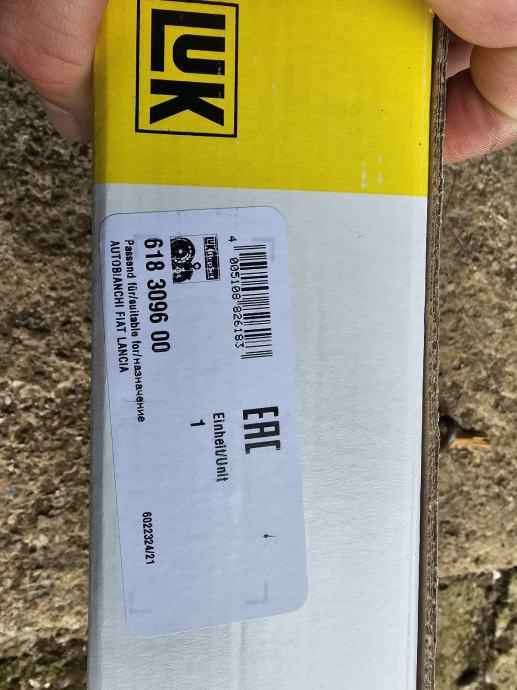 LUK
4 005108 826183
618 3096 00
Passend für/suitable for/назначение
AUTOBIANCHI FIAT LANCIA
EAC
Einheit/Unit
1
6022324/21